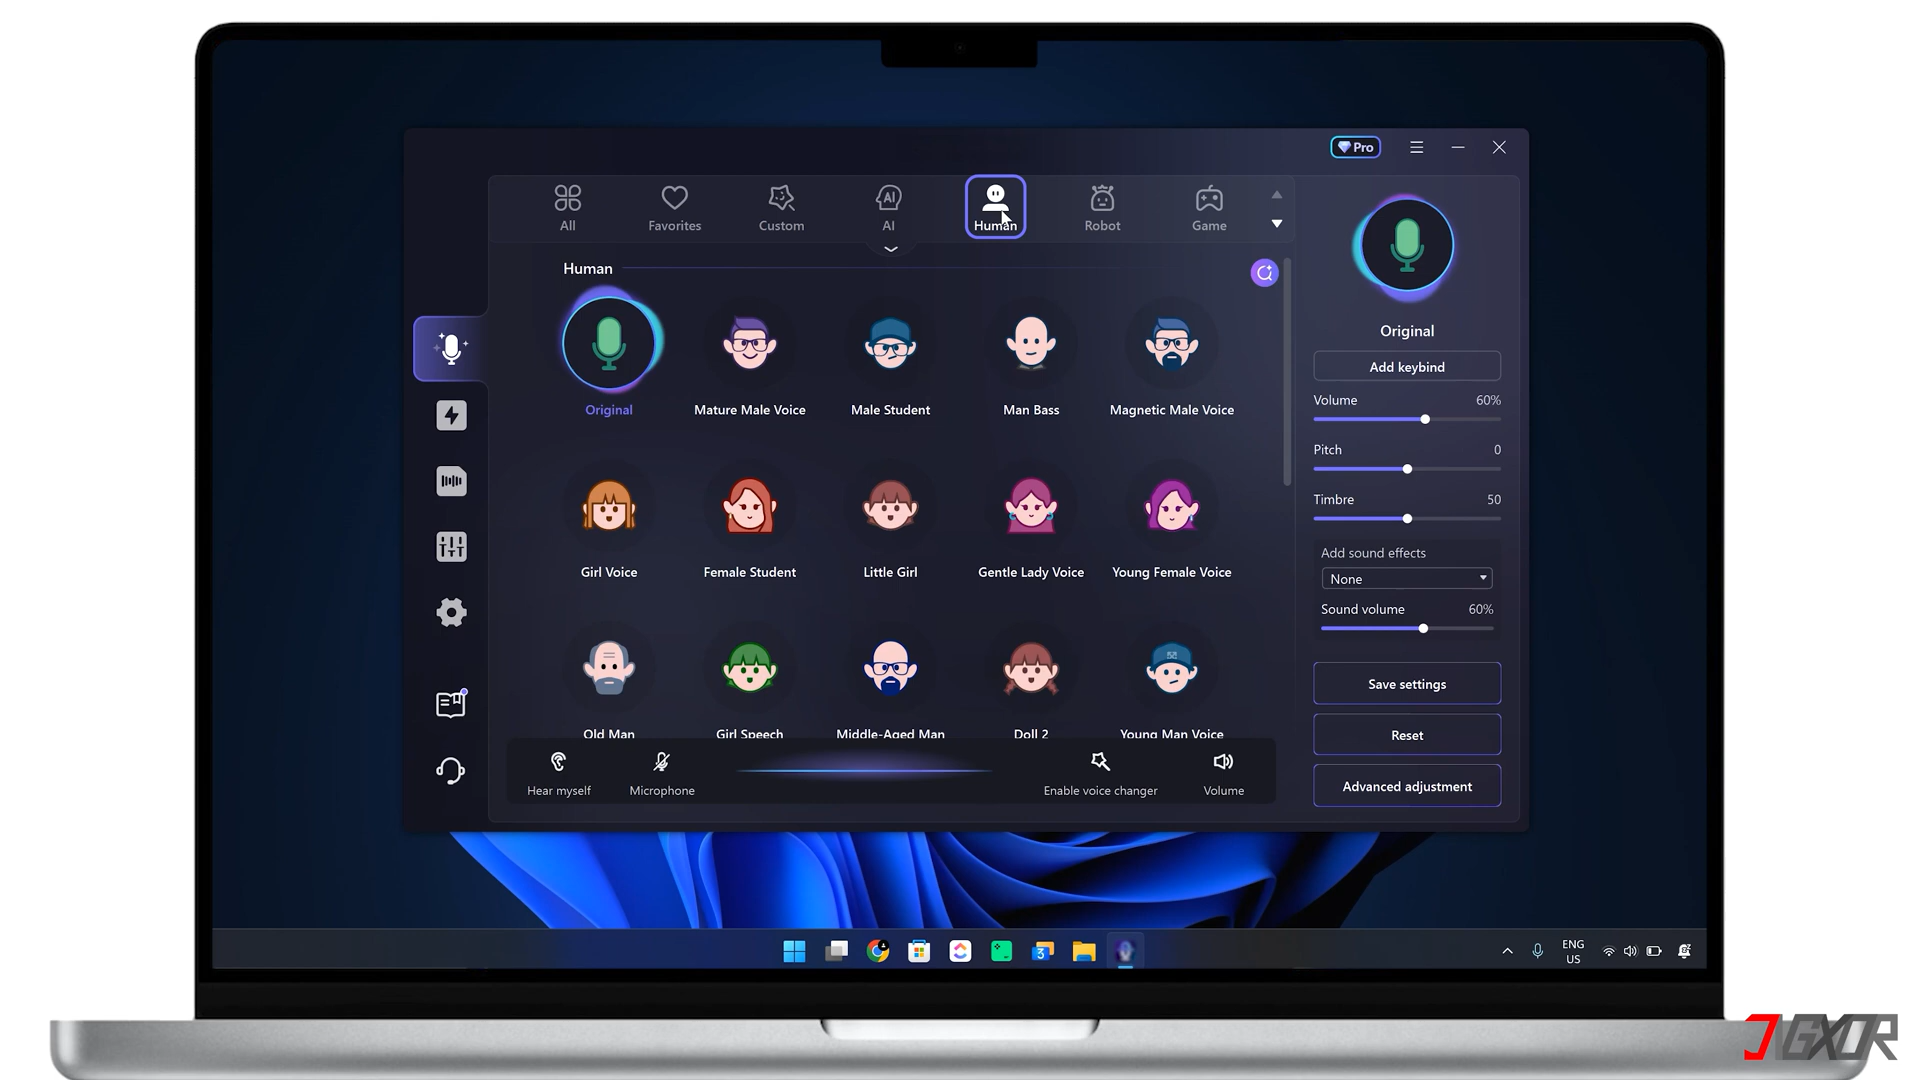 Pro
All
Favorites
Custom
AI
AI
Human
Robot
Game
Human
Original
Mature Male Voice
Male Student
Man Bass
Magnetic Male Voice
Girl Voice
Female Student
Little Girl
Gentle Lady Voice
Young Female Voice
Old Man
Girl Speech
Middle-Aged Man
Doll 2
Young Man Voice
Hear myself
Microphone
Enable voice changer
Volume
Original
Add keybind
Volume 60%
Pitch 0
Timbre 50
Add sound effects
None
Sound volume 60%
Save settings
Reset
Advanced adjustment
3
ENG
US
JGXOR